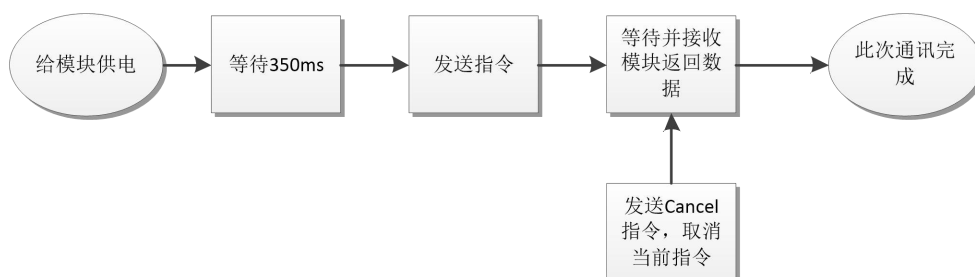 给模块供电
等待350ms
发送指令
等待并接收
模块返回数
据
此次通讯完
成
发送Cancel
指令，取消
当前指令